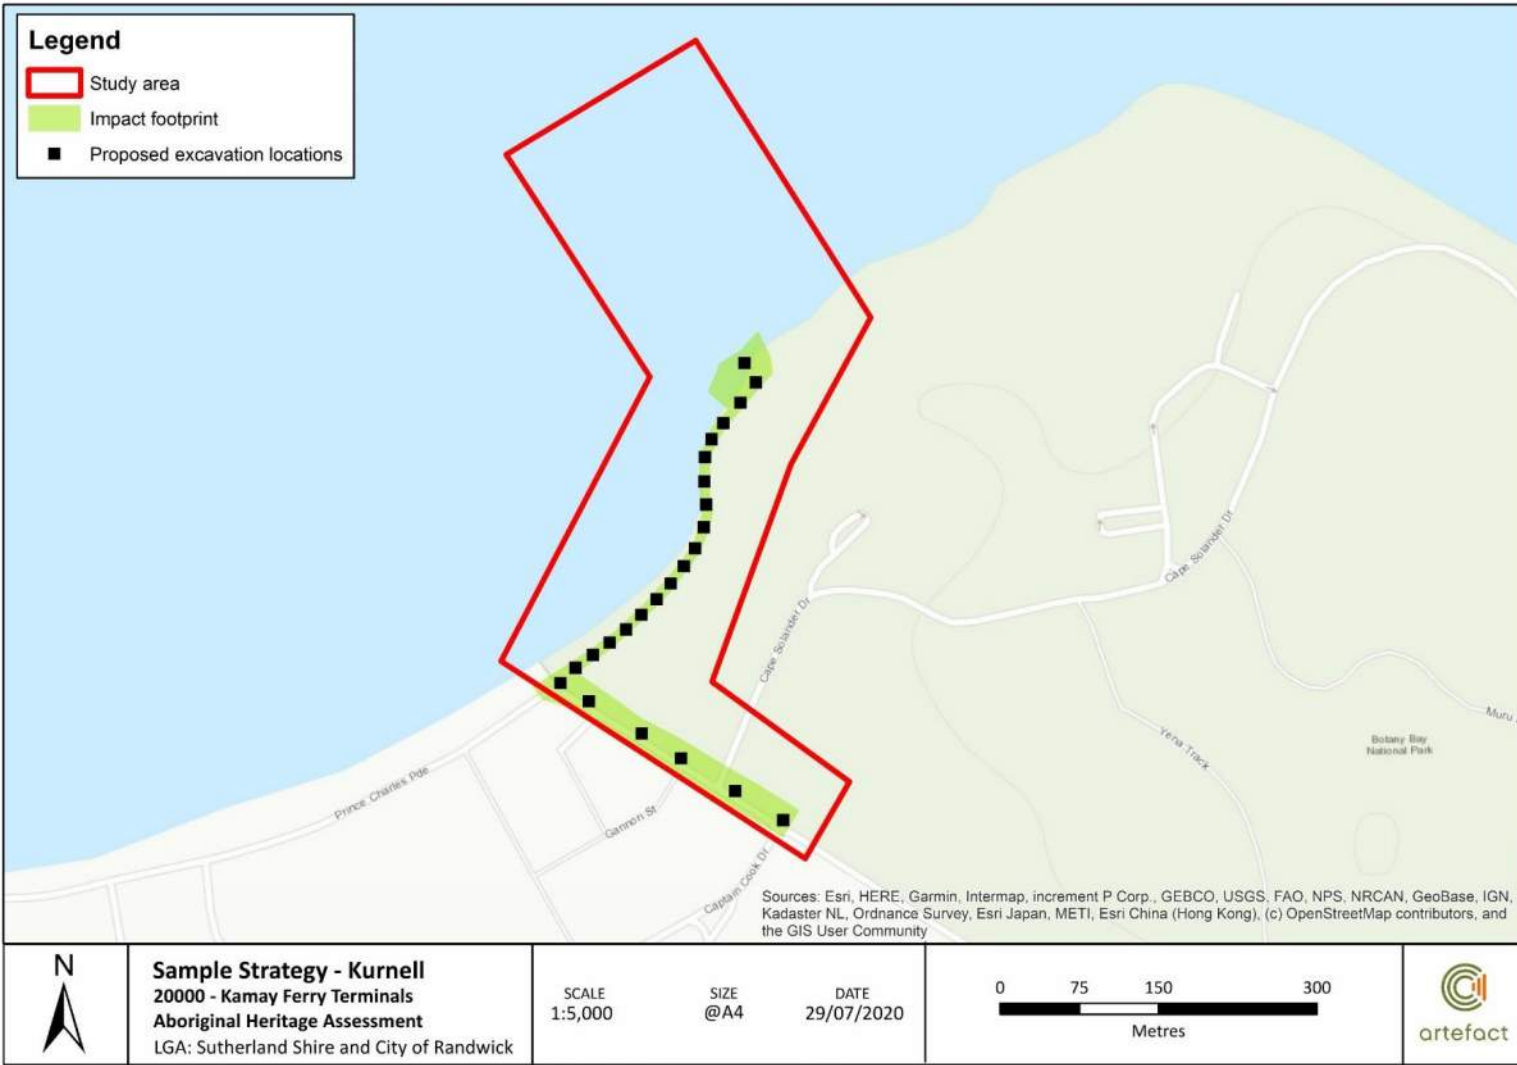 Legend
Study area
Impact footprint
Proposed excavation locations
Cape Solander Dr
Cape Solander Dr
Muru
Yena Track
Botany Bay
National Park
Prince Charles Pde
Gannon St
Captain Cook Dr
Sources: Esri, HERE, Garmin, Intermap, increment P Corp., GEBCO, USGS, FAO, NPS, NRCAN, GeoBase, IGN,
Kadaster NL, Ordnance Survey, Esri Japan, METI, Esri China (Hong Kong), (c) OpenStreetMap contributors, and
the GIS User Community
N
Sample Strategy - Kurnell
20000 - Kamay Ferry Terminals
Aboriginal Heritage Assessment
LGA: Sutherland Shire and City of Randwick
SCALE
1:5,000
SIZE
@A4
DATE
29/07/2020
0 75 150 300
Metres
artefact